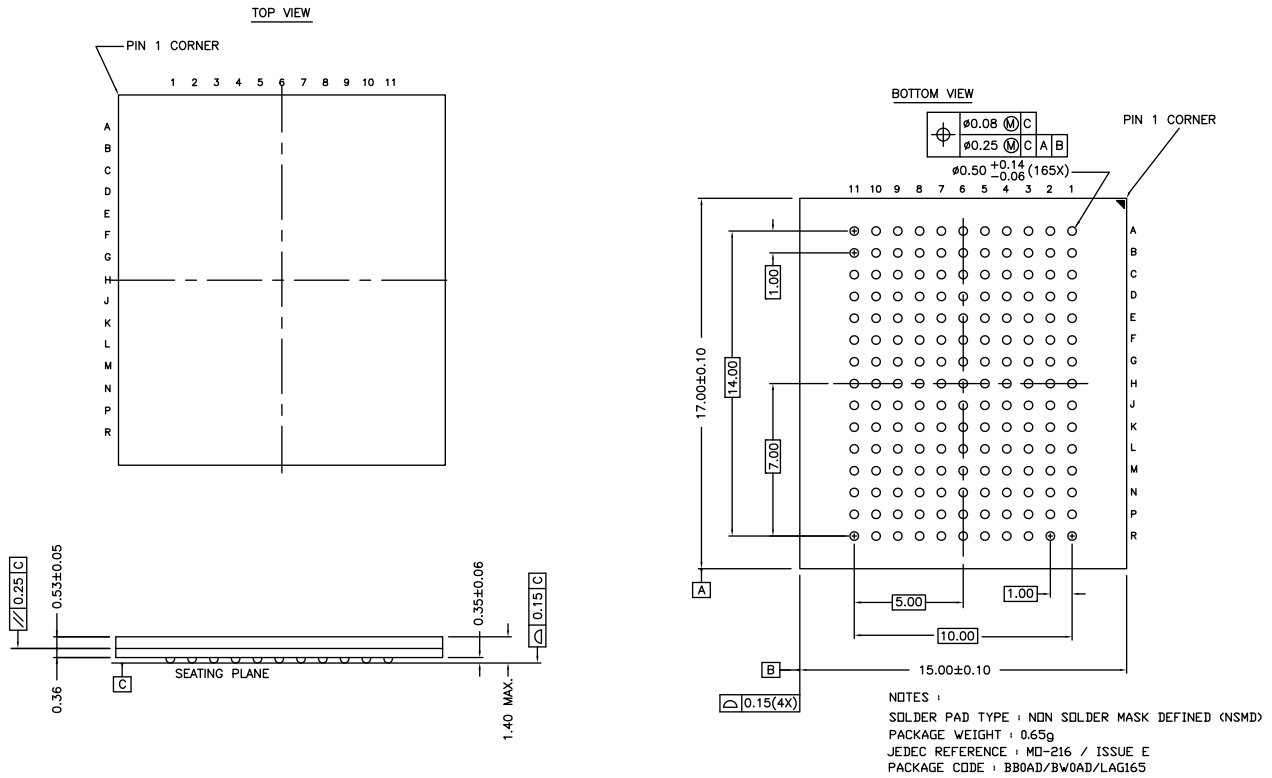 TOP VIEW
PIN 1 CORNER
1 2 3 4 5 6 7 8 9 10 11
A
B
C
D
E
F
G
H
J
K
L
M
N
P
R
BOTTOM VIEW
PIN 1 CORNER
⌀0.08 Ⓜ C
⌀0.25 Ⓜ C A B
⌀0.50 +0.14 -0.06 (165X)
11 10 9 8 7 6 5 4 3 2 1
A
B
C
D
E
F
G
H
J
K
L
M
N
P
R
1.00
17.00±0.10
14.00
7.00
A
5.00
1.00
10.00
B
15.00±0.10
0.15(4X)
// 0.25 C
0.53±0.05
0.36
C
SEATING PLANE
0.35±0.06
1.40 MAX.
0.15 C
NOTES :
SOLDER PAD TYPE : NON SOLDER MASK DEFINED (NSMD)
PACKAGE WEIGHT : 0.65g
JEDEC REFERENCE : MO-216 / ISSUE E
PACKAGE CODE : BB0AD/BW0AD/LAG165